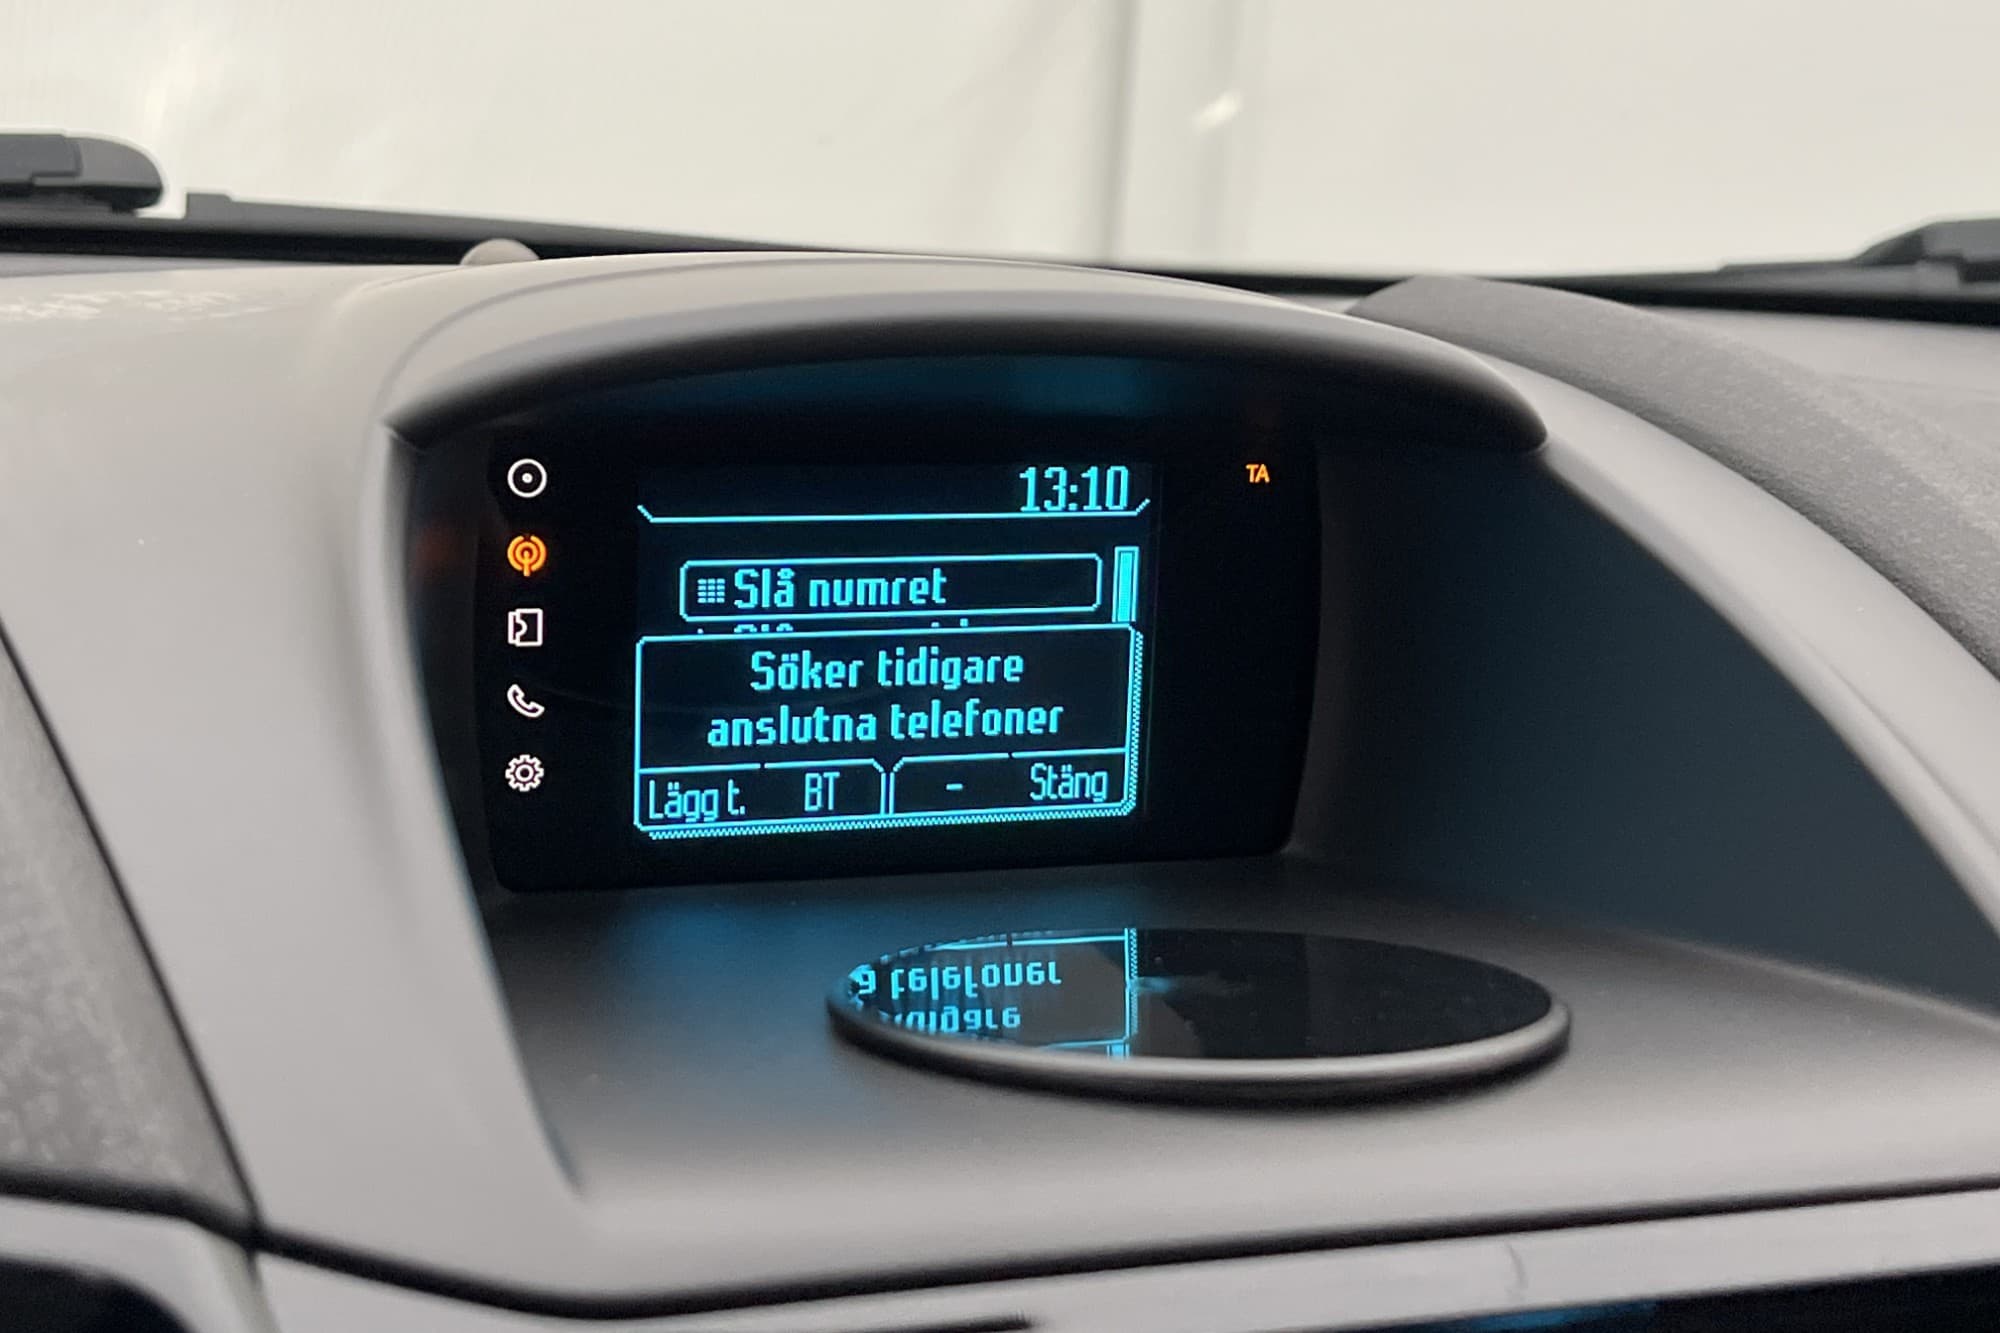 13:10
TA
Slå numret
Söker tidigare
anslutna telefoner
Lägg t. BT - Stäng